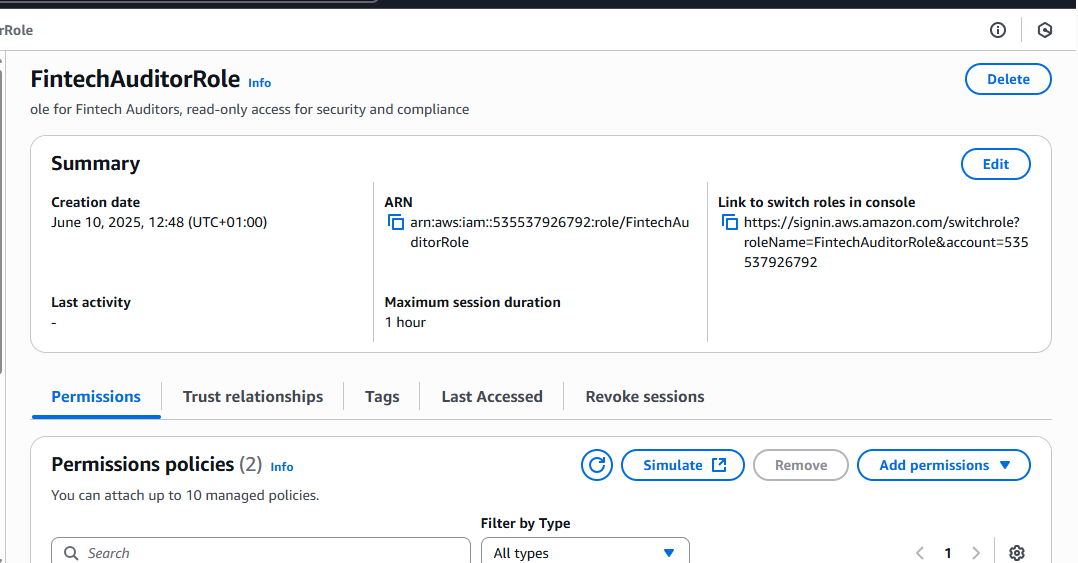 rRole
FintechAuditorRole Info
Delete
ole for Fintech Auditors, read-only access for security and compliance
Summary
Edit
Creation date
June 10, 2025, 12:48 (UTC+01:00)
ARN
arn:aws:iam::535537926792:role/FintechAu
ditorRole
Link to switch roles in console
https://signin.aws.amazon.com/switchrole?
roleName=FintechAuditorRole&account=535
537926792
Last activity
-
Maximum session duration
1 hour
Permissions
Trust relationships
Tags
Last Accessed
Revoke sessions
Permissions policies (2) Info
Simulate
Remove
Add permissions
You can attach up to 10 managed policies.
Filter by Type
Search
All types
1